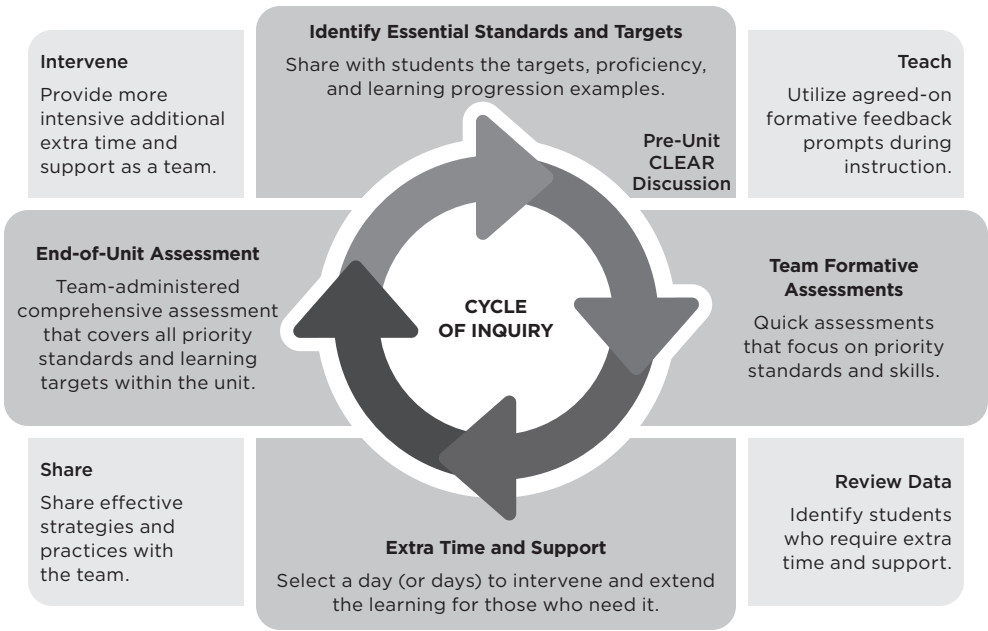 Identify Essential Standards and Targets
Share with students the targets, proficiency,
and learning progression examples.
Pre-Unit
CLEAR
Discussion
Teach
Utilize agreed-on
formative feedback
prompts during
instruction.
Team Formative
Assessments
Quick assessments
that focus on priority
standards and skills.
Review Data
Identify students
who require extra
time and support.
Extra Time and Support
Select a day (or days) to intervene and extend
the learning for those who need it.
Share
Share effective
strategies and
practices with
the team.
End-of-Unit Assessment
Team-administered
comprehensive assessment
that covers all priority
standards and learning
targets within the unit.
Intervene
Provide more
intensive additional
extra time and
support as a team.
CYCLE
OF INQUIRY